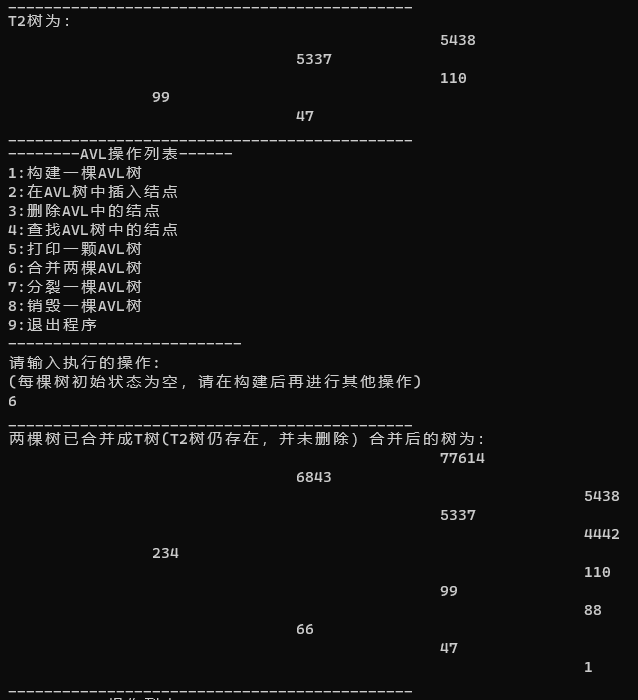 T2树为:
5438
5337
110
99
47
--------AVL操作列表------
1:构建一棵AVL树
2:在AVL树中插入结点
3:删除AVL中的结点
4:查找AVL树中的结点
5:打印一颗AVL树
6:合并两棵AVL树
7:分裂一棵AVL树
8:销毁一棵AVL树
9:退出程序
--------------------------
请输入执行的操作:
(每棵树初始状态为空, 请在构建后再进行其他操作)
6
两棵树已合并成T树(T2树仍存在, 并未删除) 合并后的树为:
77614
6843
5438
5337
4442
234
110
99
88
66
47
1